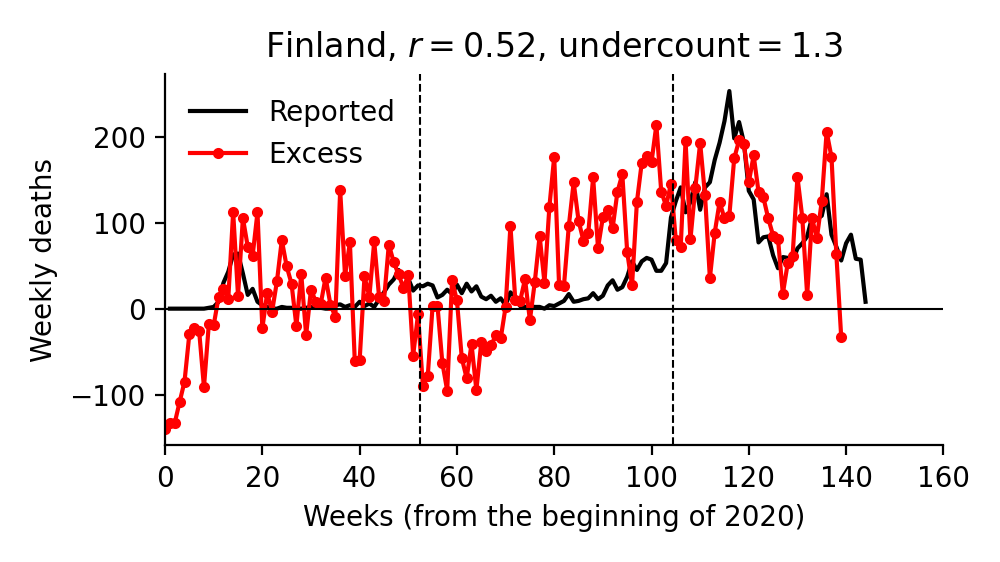 Finland, r = 0.52, undercount = 1.3
Reported
Excess
Weekly deaths
200
100
0
−100
0 20 40 60 80 100 120 140 160
Weeks (from the beginning of 2020)